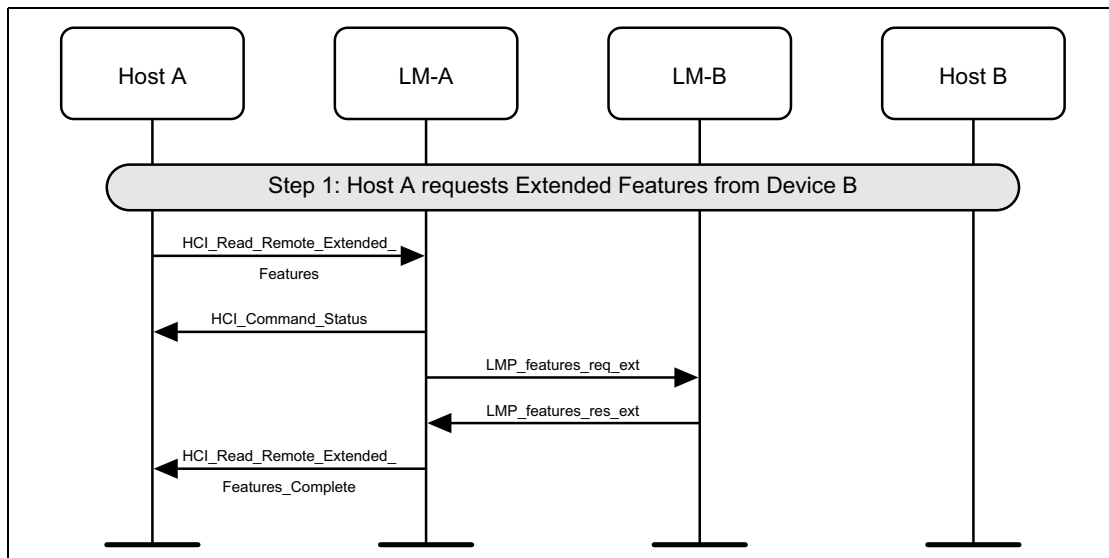 Host A
LM-A
LM-B
Host B
Step 1: Host A requests Extended Features from Device B
HCI_Read_Remote_Extended_
Features
HCI_Command_Status
LMP_features_req_ext
LMP_features_res_ext
HCI_Read_Remote_Extended_
Features_Complete